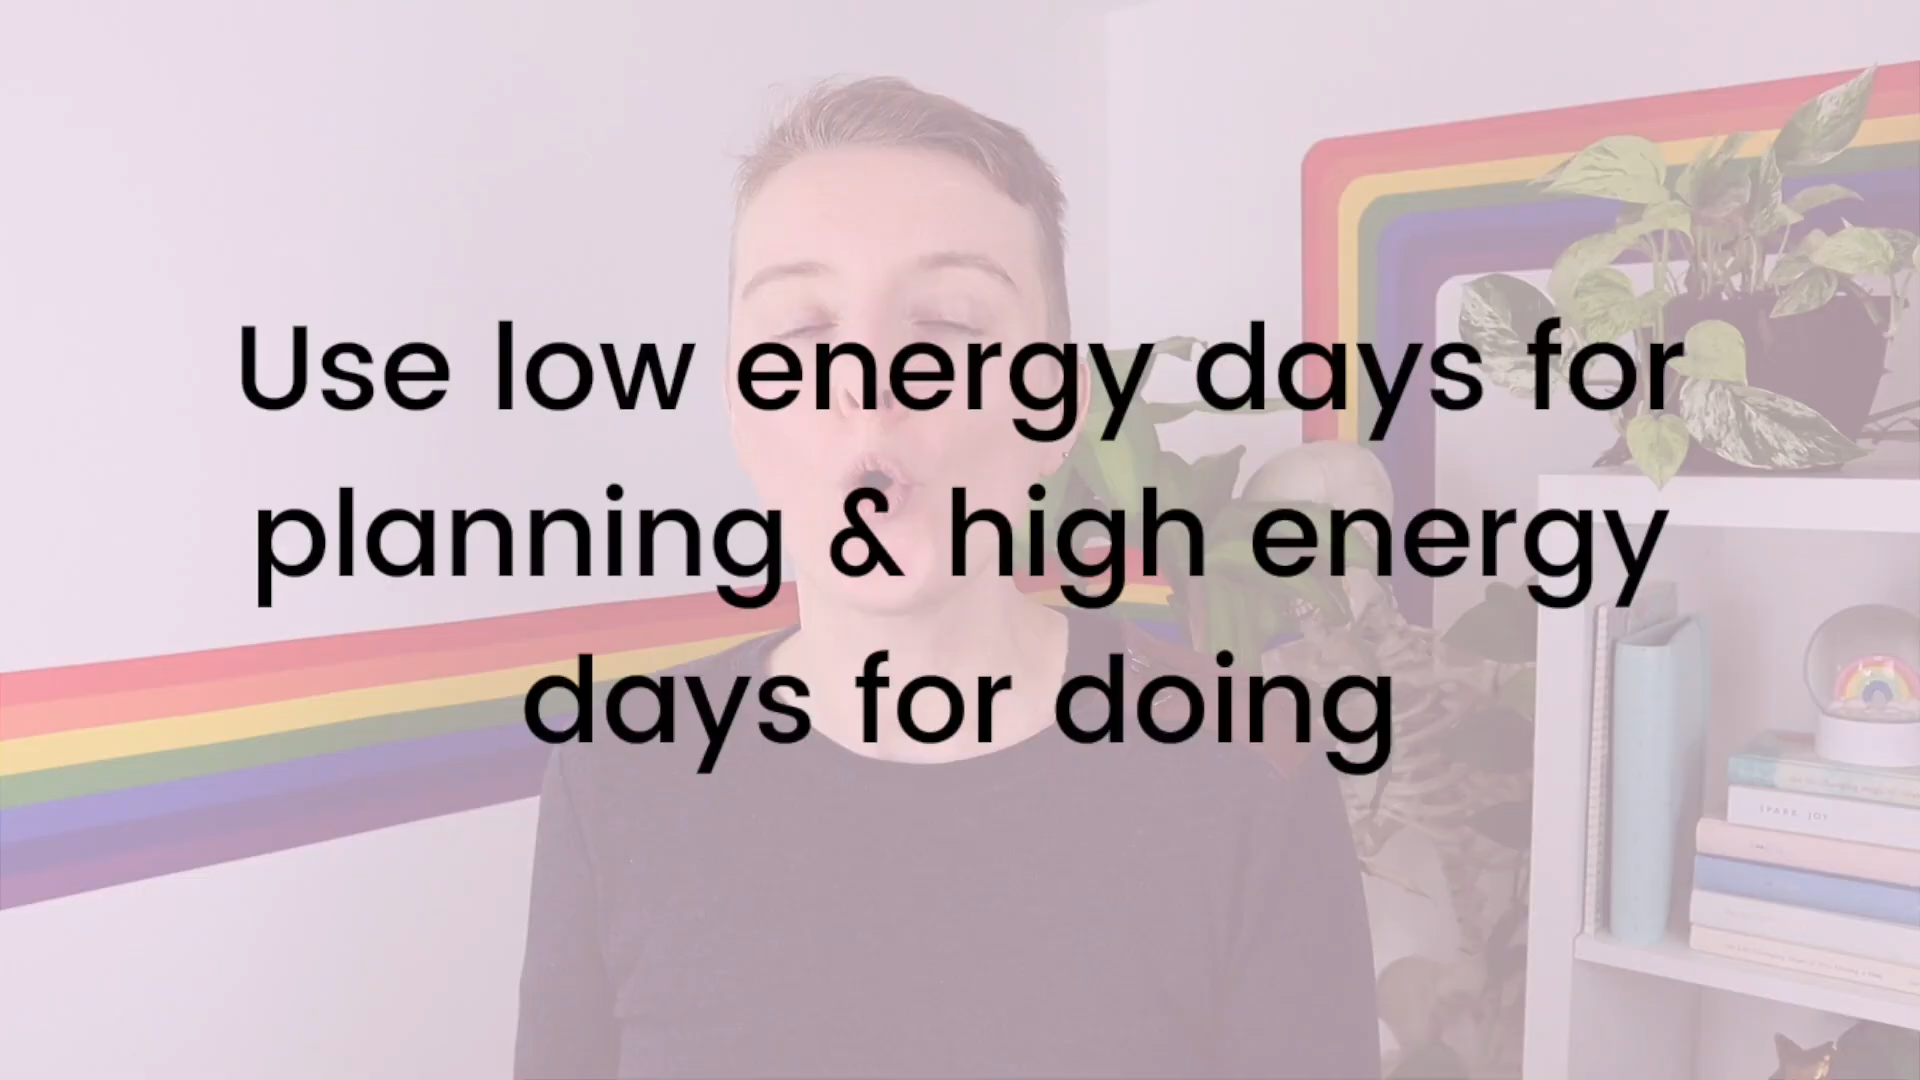 Use low energy days for
planning & high energy
days for doing
SPARK JOY